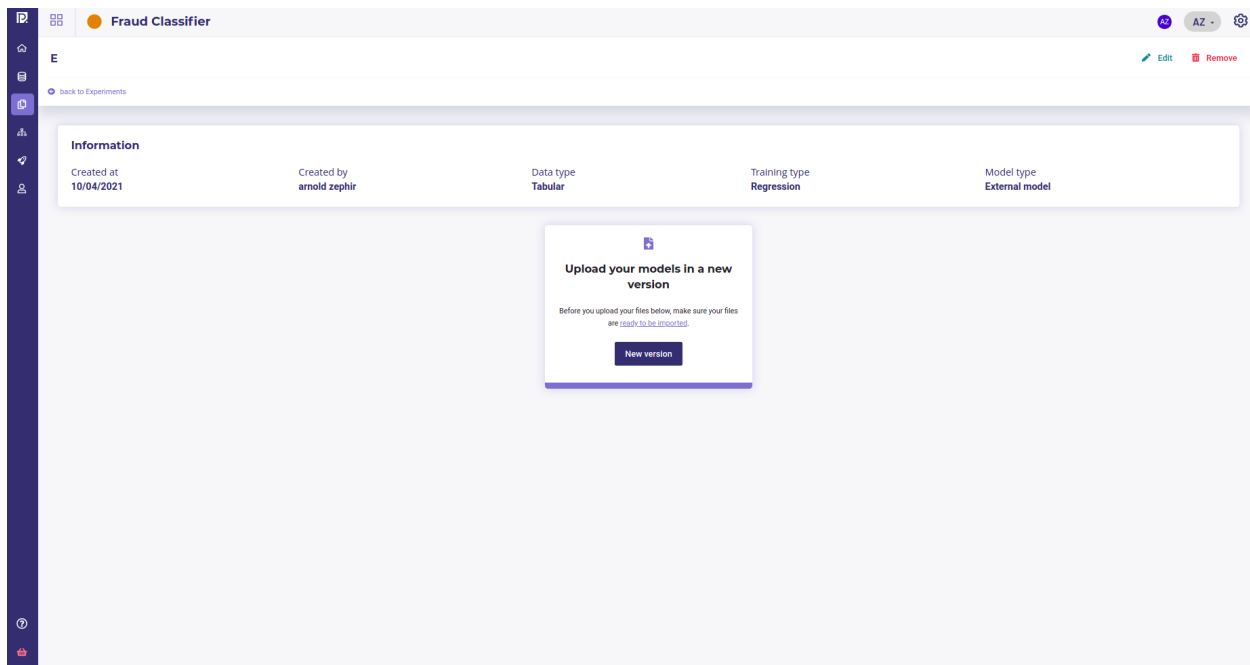 Fraud Classifier
AZ
AZ
E
Edit
Remove
back to Experiments
Information
Created at
10/04/2021
Created by
arnold zephir
Data type
Tabular
Training type
Regression
Model type
External model
Upload your models in a new
version
Before you upload your files below, make sure your files
are ready to be imported.
New version